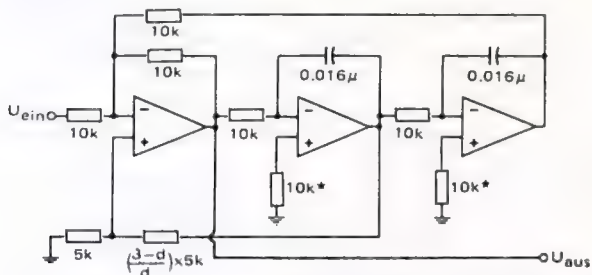 10k
10k
0.016µ
0.016µ
U_ein
10k
10k
10k
−
+
−
+
−
+
10k*
10k*
5k
(3-d/d)x5k
U_aus